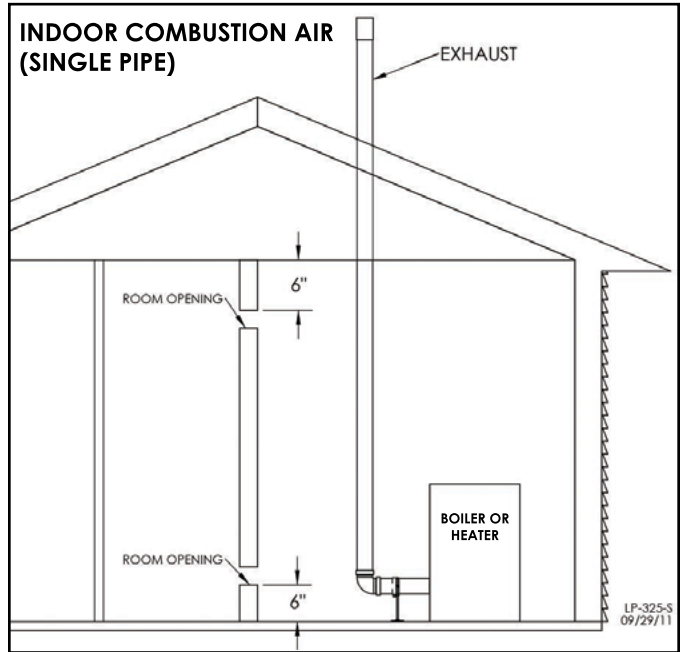 INDOOR COMBUSTION AIR
(SINGLE PIPE)
EXHAUST
6"
ROOM OPENING
BOILER OR
HEATER
ROOM OPENING
6"
LP-325-S
09/29/11